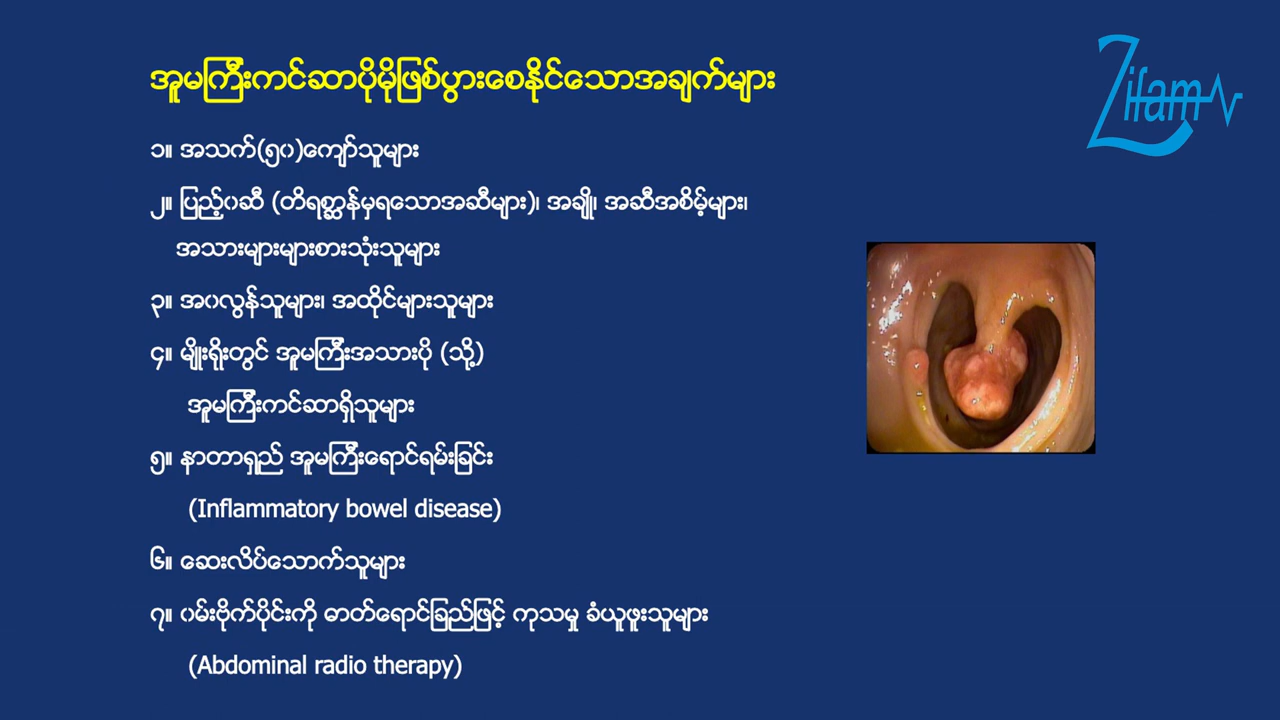 Zifam
အူမကြီးကင်ဆာပိုမိုဖြစ်ပွားစေနိုင်သောအချက်များ
၁။ အသက်(၅၀)ကျော်သူများ
၂။ ပြည့်ဝဆီ (တိရစ္ဆာန်မှရသောအဆီများ)၊ အချို၊ အဆီအစိမ့်များ၊
အသားများများစားသုံးသူများ
၃။ အဝလွန်သူများ၊ အထိုင်များသူများ
၄။ မျိုးရိုးတွင် အူမကြီးအသားပို (သို့)
အူမကြီးကင်ဆာရှိသူများ
၅။ နာတာရှည် အူမကြီးရောင်ရမ်းခြင်း
(Inflammatory bowel disease)
၆။ ဆေးလိပ်သောက်သူများ
၇။ ဝမ်းဗိုက်ပိုင်းကို ဓာတ်ရောင်ခြည်ဖြင့် ကုသမှု ခံယူဖူးသူများ
(Abdominal radio therapy)